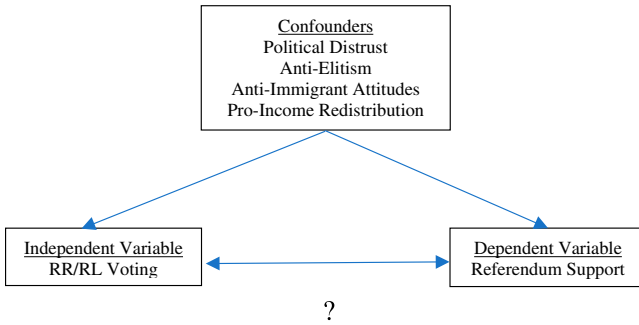 Confounders
Political Distrust
Anti-Elitism
Anti-Immigrant Attitudes
Pro-Income Redistribution
Independent Variable
RR/RL Voting
Dependent Variable
Referendum Support
?